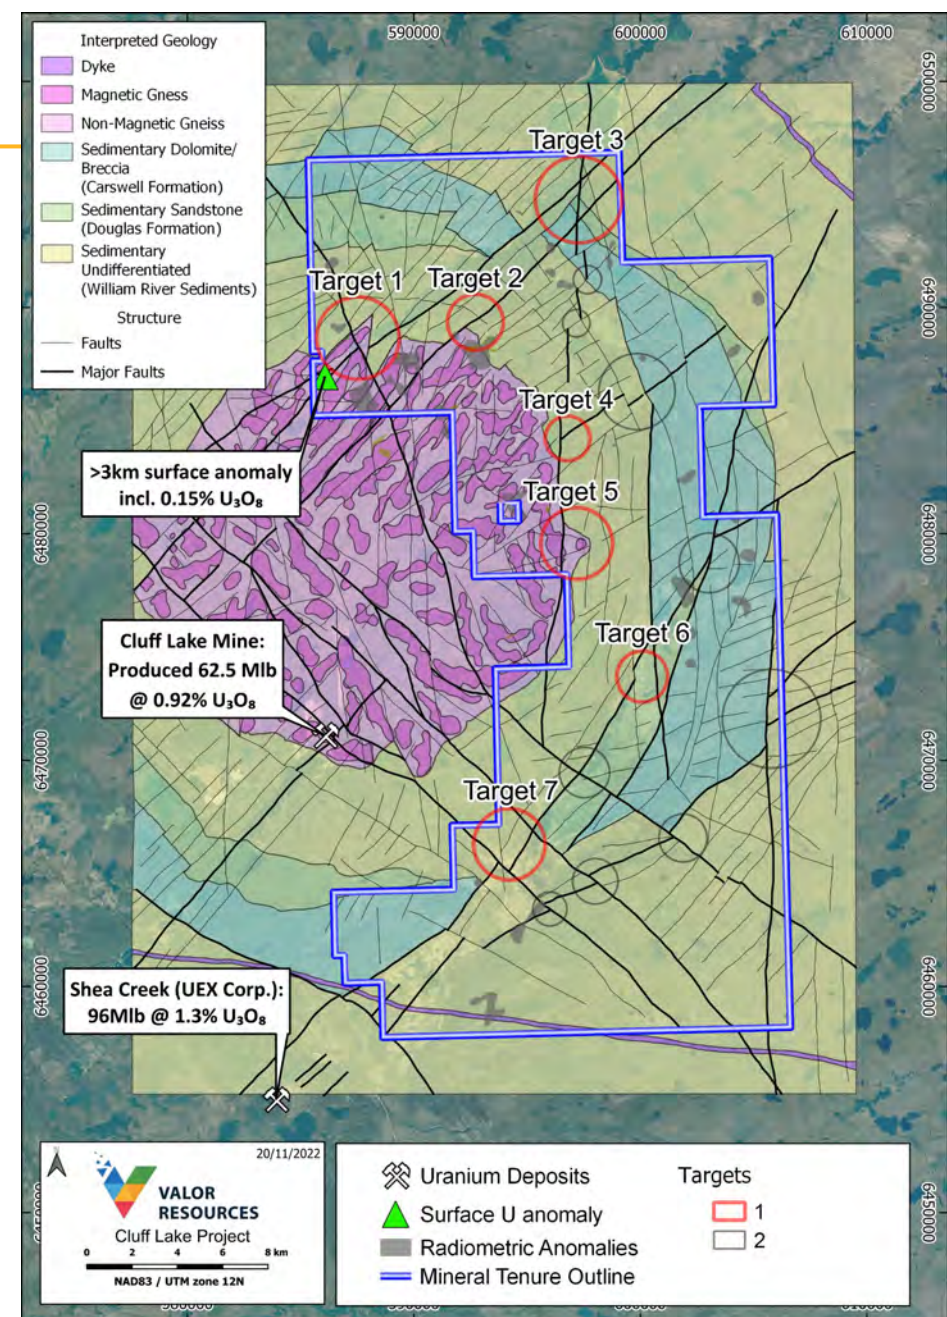 590000
600000
610000
Interpreted Geology
Dyke
Magnetic Gness
Non-Magnetic Gneiss
Sedimentary Dolomite/
Breccia
(Carswell Formation)
Sedimentary Sandstone
(Douglas Formation)
Sedimentary
Undifferentiated
(William River Sediments)
Structure
Faults
Major Faults
6500000
Target 3
Target 1
Target 2
6490000
Target 4
>3km surface anomaly
incl. 0.15% U₃O₈
Target 5
6480000
6480000
Cluff Lake Mine:
Produced 62.5 Mlb
@ 0.92% U₃O₈
Target 6
6470000
6470000
Target 7
Shea Creek (UEX Corp.):
96Mlb @ 1.3% U₃O₈
6460000
6460000
20/11/2022
VALOR
RESOURCES
Cluff Lake Project
0 2 4 6 8 km
NAD83 / UTM zone 12N
Uranium Deposits
Surface U anomaly
Radiometric Anomalies
Mineral Tenure Outline
Targets
1
2
6450000